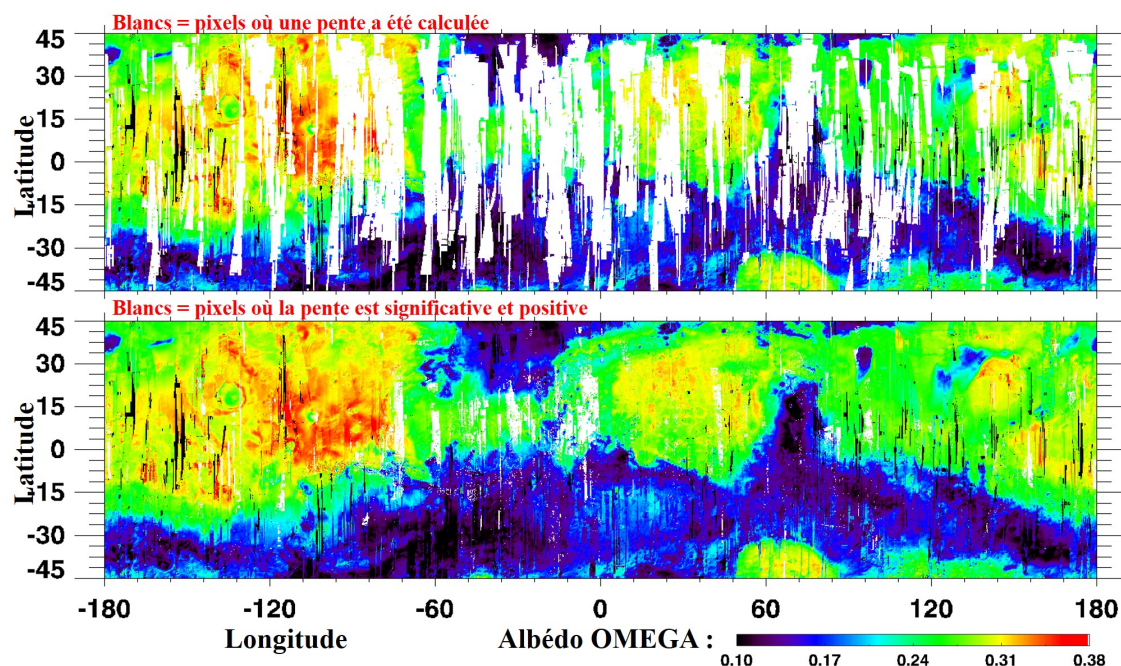 Blancs = pixels où une pente a été calculée
45
30
15
0
-15
-30
-45
Latitude
Blancs = pixels où la pente est significative et positive
45
30
15
0
-15
-30
-45
Latitude
-180 -120 -60 0 60 120 180
Longitude Albédo OMEGA :
0.10 0.17 0.24 0.31 0.38